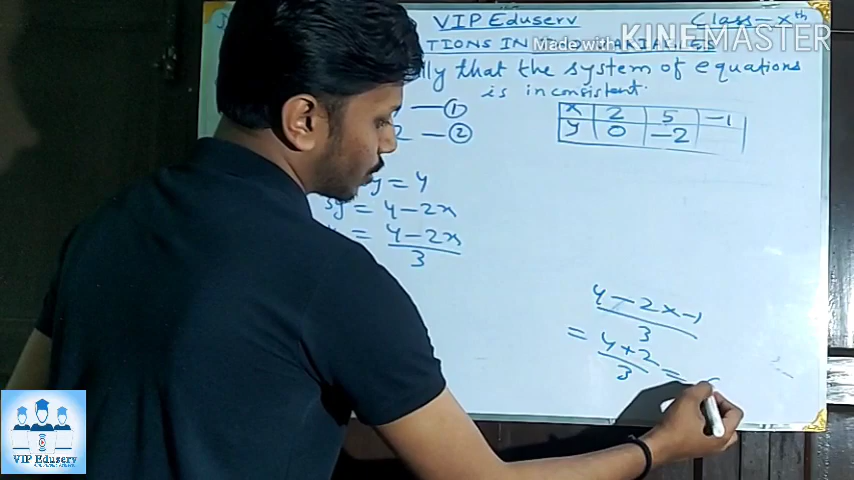 VIP Eduserv Class - Xth
TIONS IN VARIABLES
Made with KINEMASTER
lly that the system of equations
is inconsistent.
— ①
2 — ②
x 2 5 -1
y 0 -2
y = 4
3y = 4 - 2x
= 4 - 2x
3
4 - 2 x -1
3
= 4 + 2
3
=
VIP Eduserv